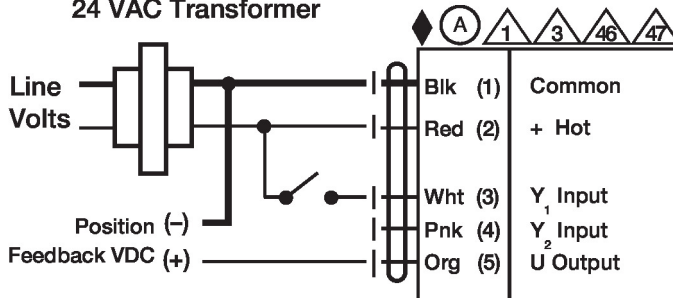 24 VAC Transformer
A 1 3 46 47
Line
Volts
Blk (1) Common
Red (2) + Hot
Wht (3) Y1 Input
Position (–)
Pnk (4) Y2 Input
Feedback VDC (+)
Org (5) U Output